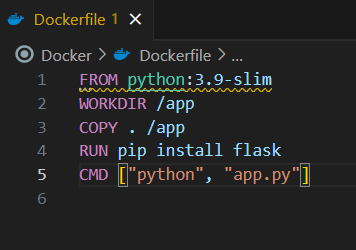 Dockerfile 1 ×
Docker > Dockerfile > ...
1 FROM python:3.9-slim
2 WORKDIR /app
3 COPY . /app
4 RUN pip install flask
5 CMD ["python", "app.py"]
6